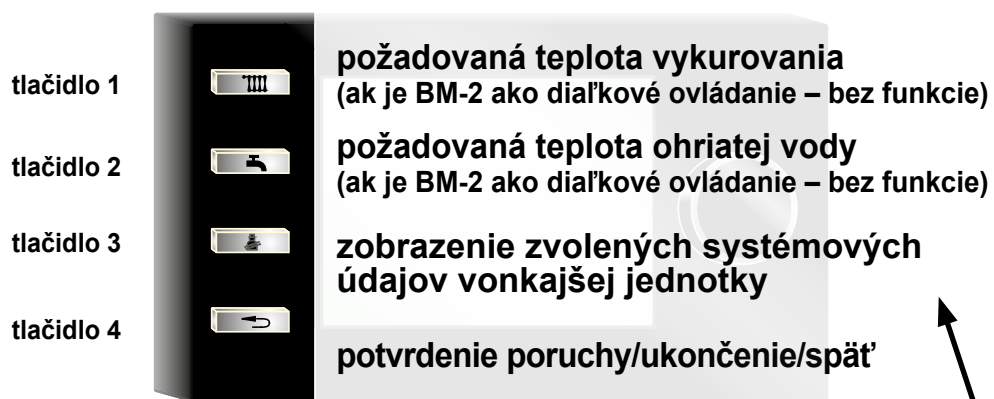 tlačidlo 1
požadovaná teplota vykurovania
(ak je BM-2 ako diaľkové ovládanie – bez funkcie)
tlačidlo 2
požadovaná teplota ohriatej vody
(ak je BM-2 ako diaľkové ovládanie – bez funkcie)
tlačidlo 3
zobrazenie zvolených systémových
údajov vonkajšej jednotky
tlačidlo 4
potvrdenie poruchy/ukončenie/späť